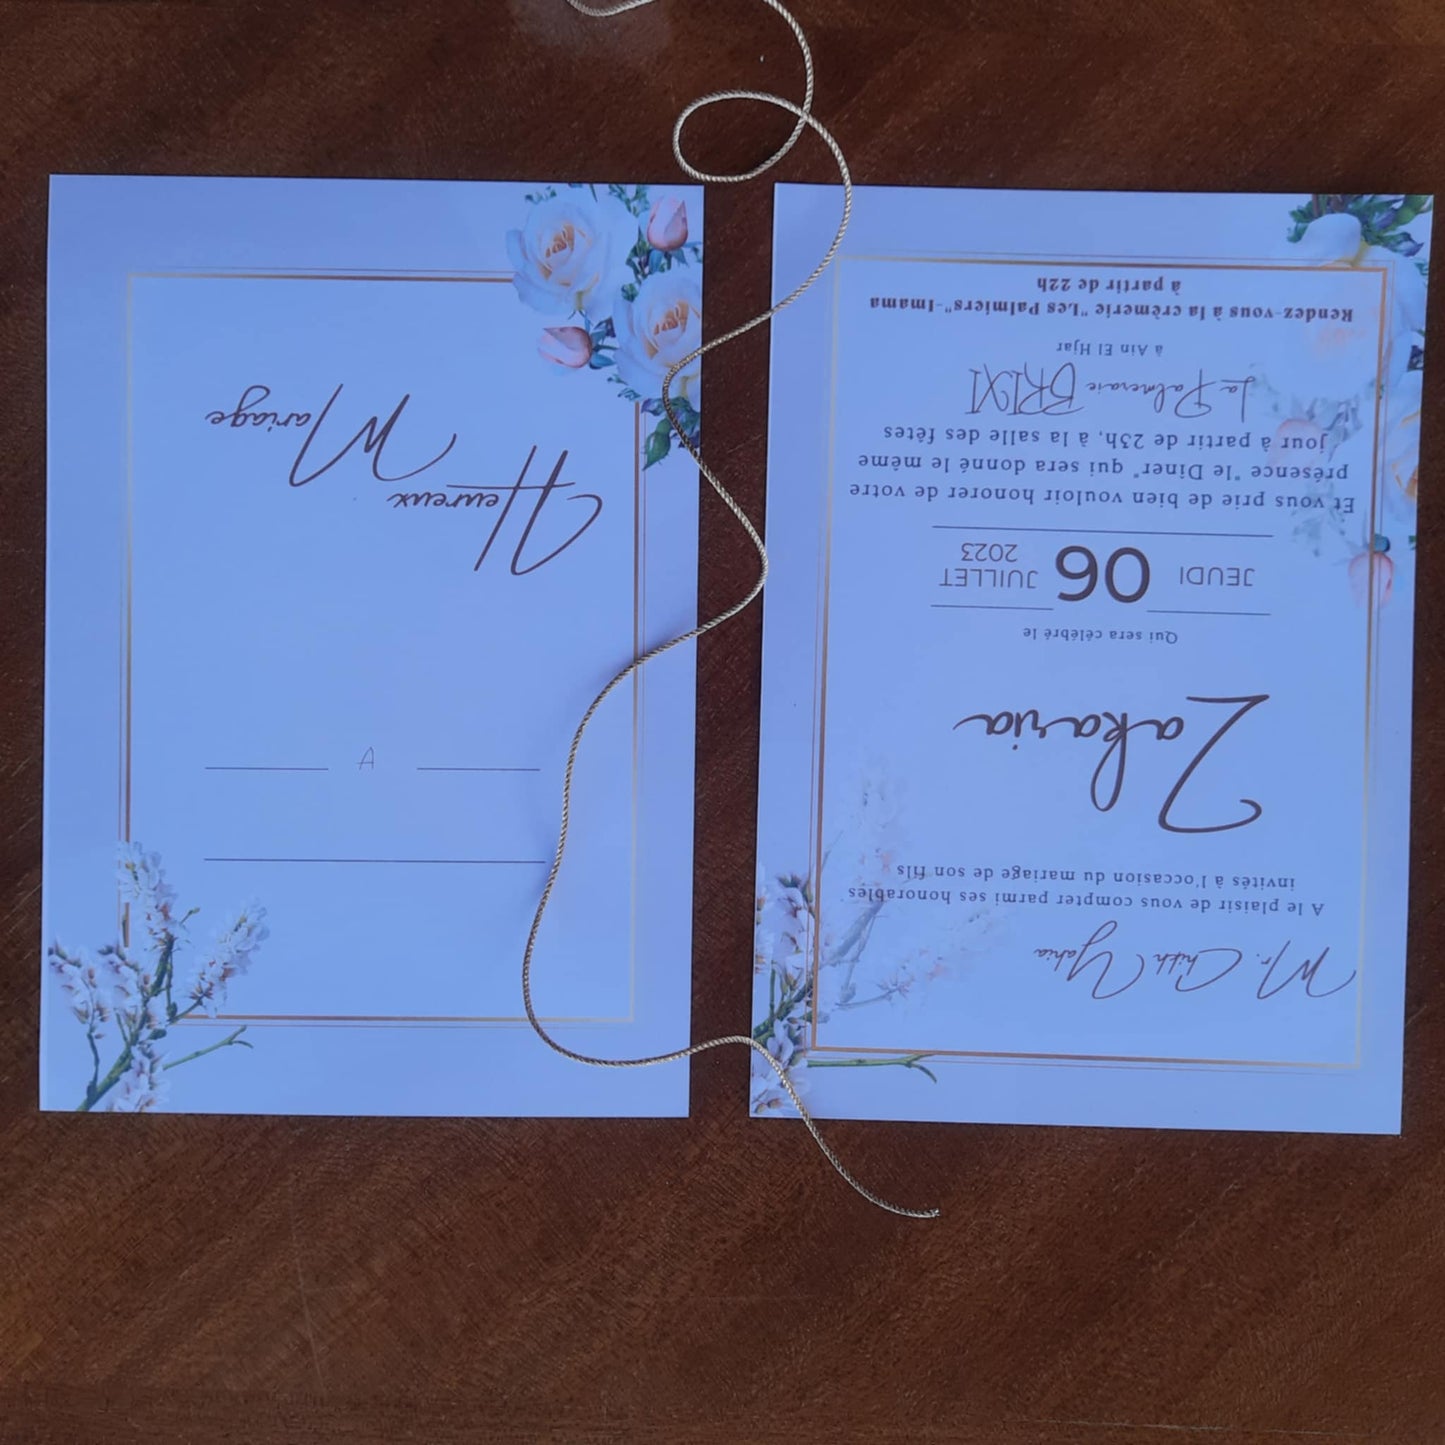 Mr. Chith Yahia
A le plaisir de vous compter parmi ses honorables
invités à l'occasion du mariage de son fils
Zakaria
Qui sera célébré le
JEUDI 06 JUILLET 2023
Et vous prie de bien vouloir honorer de votre
présence "le Diner" qui sera donné le même
jour à partir de 23h, à la salle des fêtes
La Palmeraie BRIXI
à Ain El Hjar
Rendez-vous à la crèmerie "Les Palmiers"-Imama
à partir de 22h
A
Heureux
Mariage